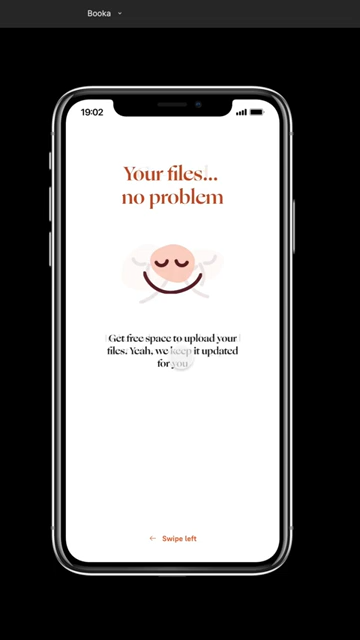 Booka
19:02
Your files...
no problem
Get free space to upload your
files. Yeah, we keep it updated
for you
← Swipe left